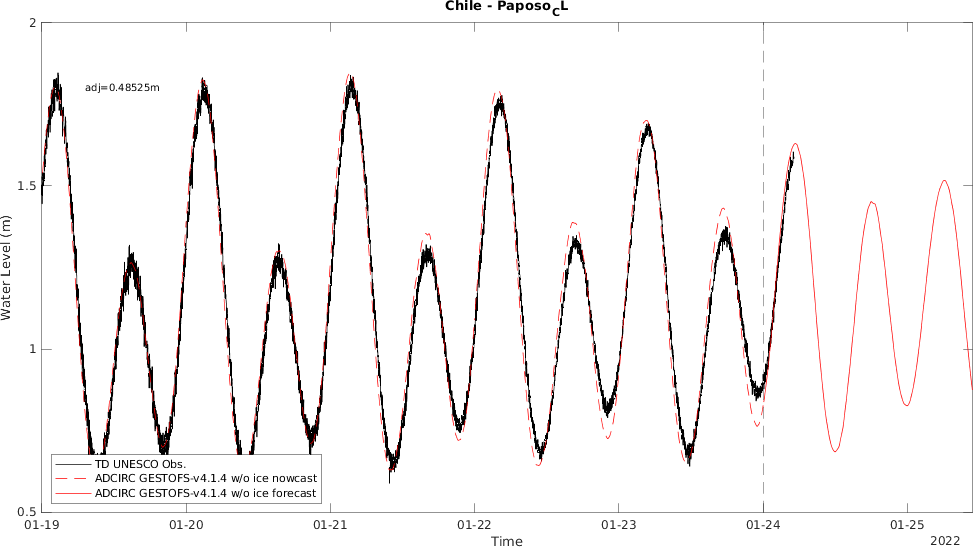 Chile - Paposo_CL
2
adj=0.48525m
1.5
Water Level (m)
1
TD UNESCO Obs.
ADCIRC GESTOFS-v4.1.4 w/o ice nowcast
ADCIRC GESTOFS-v4.1.4 w/o ice forecast
0.5
01-19 01-20 01-21 01-22 01-23 01-24 01-25
Time
2022